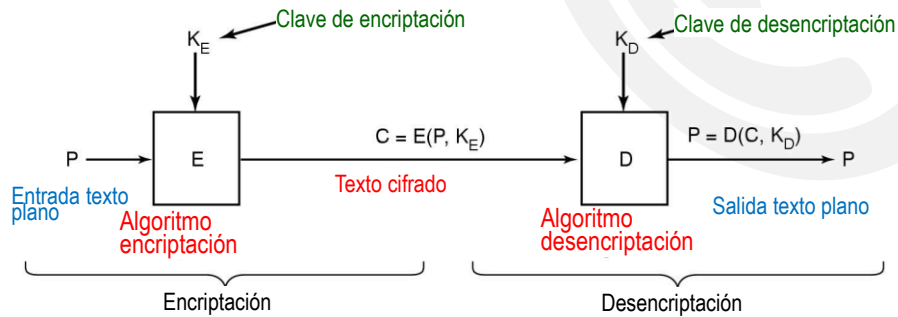 Clave de encriptación
Clave de desencriptación
K_E
K_D
C = E(P, K_E)
P = D(C, K_D)
P
E
D
P
Entrada texto
plano
Texto cifrado
Salida texto plano
Algoritmo
encriptación
Algoritmo
desencriptación
Encriptación
Desencriptación